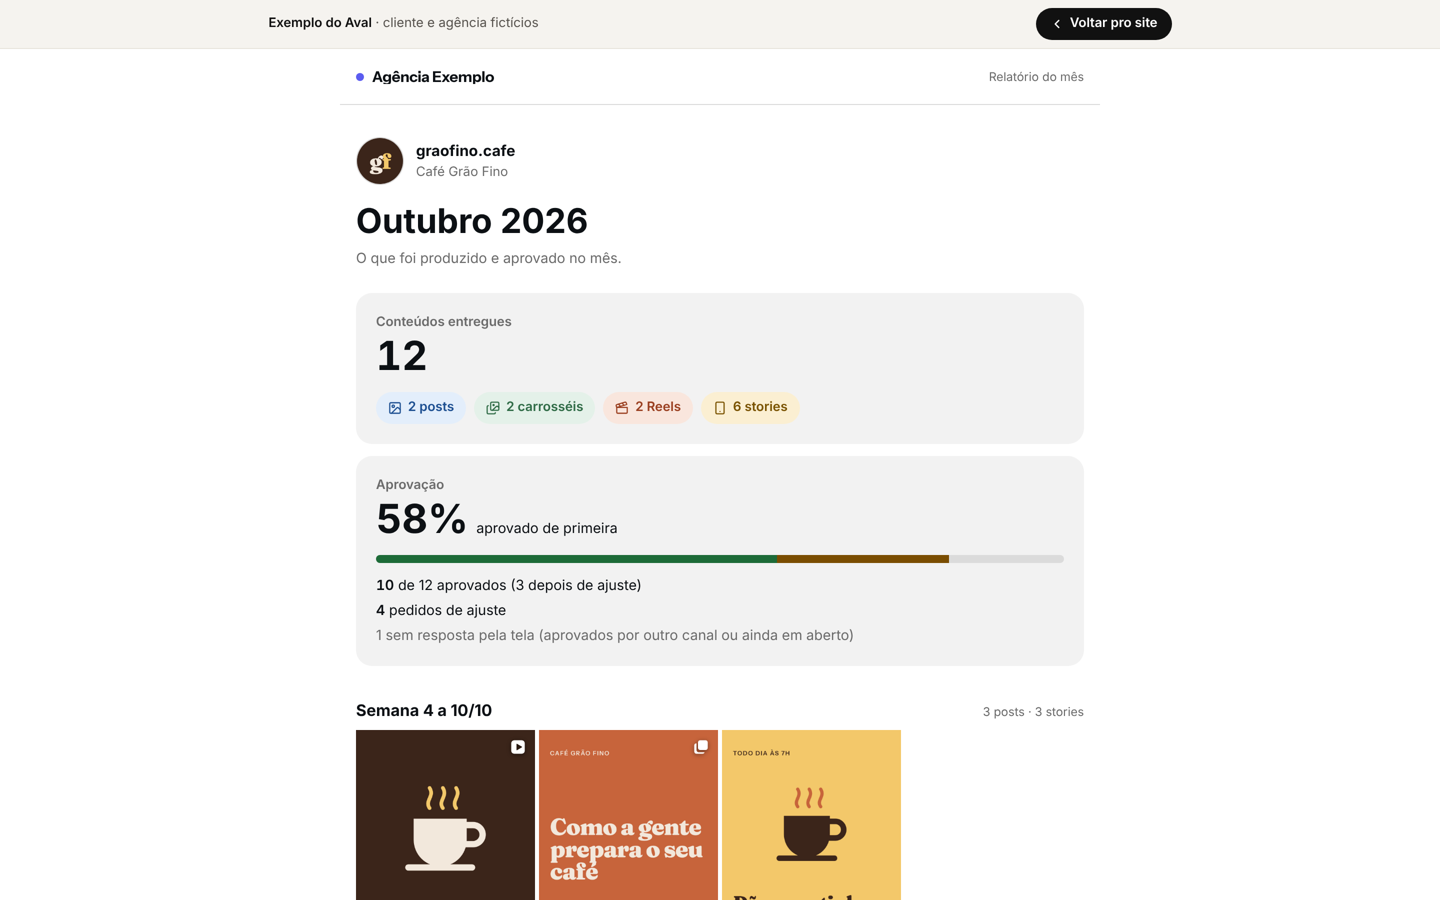 Exemplo do Aval · cliente e agência fictícios
Voltar pro site
Agência Exemplo
Relatório do mês
gf
graofino.cafe
Café Grão Fino
Outubro 2026
O que foi produzido e aprovado no mês.
Conteúdos entregues
12
2 posts
2 carrosséis
2 Reels
6 stories
Aprovação
58% aprovado de primeira
10 de 12 aprovados (3 depois de ajuste)
4 pedidos de ajuste
1 sem resposta pela tela (aprovados por outro canal ou ainda em aberto)
Semana 4 a 10/10
3 posts · 3 stories
CAFÉ GRÃO FINO
Como a gente
prepara o seu
café
TODO DIA ÀS 7H